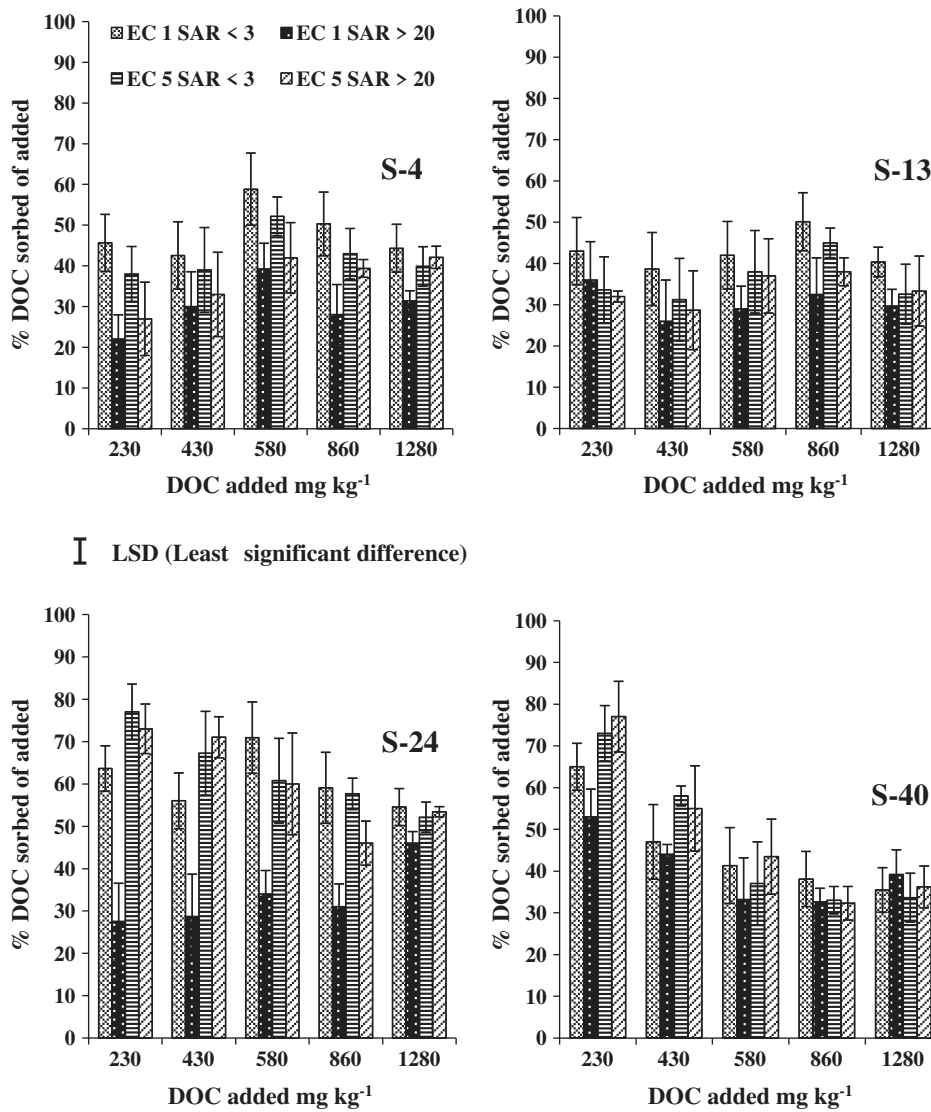 EC 1 SAR < 3 EC 1 SAR > 20
EC 5 SAR < 3 EC 5 SAR > 20
S-4
% DOC sorbed of added
100
90
80
70
60
50
40
30
20
10
0
230 430 580 860 1280
DOC added mg kg-1
S-13
% DOC sorbed of added
100
90
80
70
60
50
40
30
20
10
0
230 430 580 860 1280
DOC added mg kg-1
LSD (Least significant difference)
S-24
% DOC sorbed of added
100
90
80
70
60
50
40
30
20
10
0
230 430 580 860 1280
DOC added mg kg-1
S-40
% DOC sorbed of added
100
90
80
70
60
50
40
30
20
10
0
230 430 580 860 1280
DOC added mg kg-1